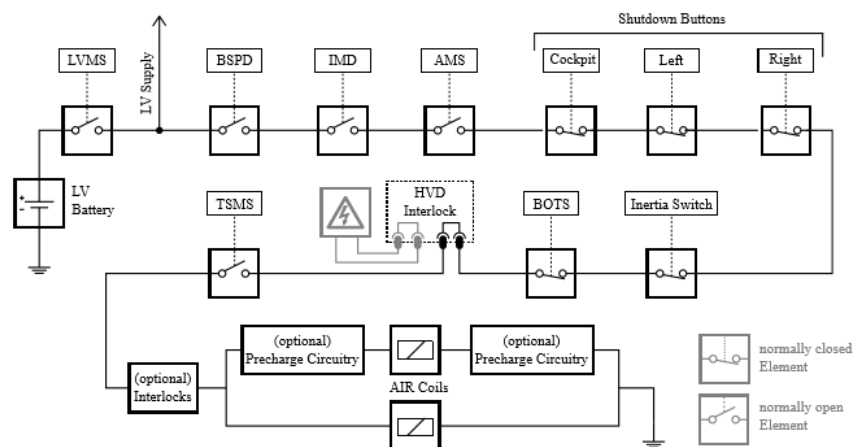 Shutdown Buttons
LV Supply
LVMS
BSPD
IMD
AMS
Cockpit
Left
Right
+
-
LV
Battery
TSMS
HVD
Interlock
BOTS
Inertia Switch
(optional)
Precharge Circuitry
(optional)
Precharge Circuitry
AIR Coils
(optional)
Interlocks
normally closed
Element
normally open
Element